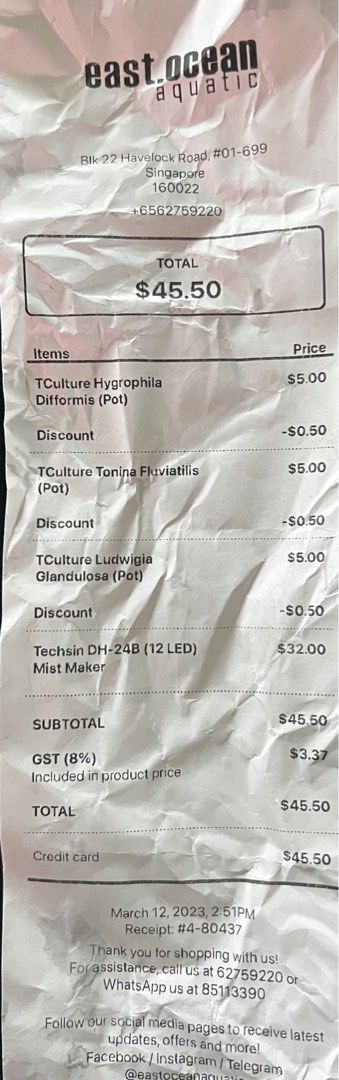 east.ocean
aquatic
Blk 22 Havelock Road, #01-699
Singapore
160022
+6562759220
TOTAL
$45.50
Items Price
TCulture Hygrophila $5.00
Difformis (Pot)
Discount -$0.50
TCulture Tonina Fluviatilis $5.00
(Pot)
Discount -$0.50
TCulture Ludwigia $5.00
Glandulosa (Pot)
Discount -$0.50
Techsin DH-24B (12 LED) $32.00
Mist Maker
SUBTOTAL $45.50
GST (8%) $3.37
Included in product price
TOTAL $45.50
Credit card $45.50
March 12, 2023, 2:51PM
Receipt: #4-80437
Thank you for shopping with us!
For assistance, call us at 62759220 or
WhatsApp us at 85113390
Follow our social media pages to receive latest
updates, offers and more!
Facebook / Instagram / Telegram